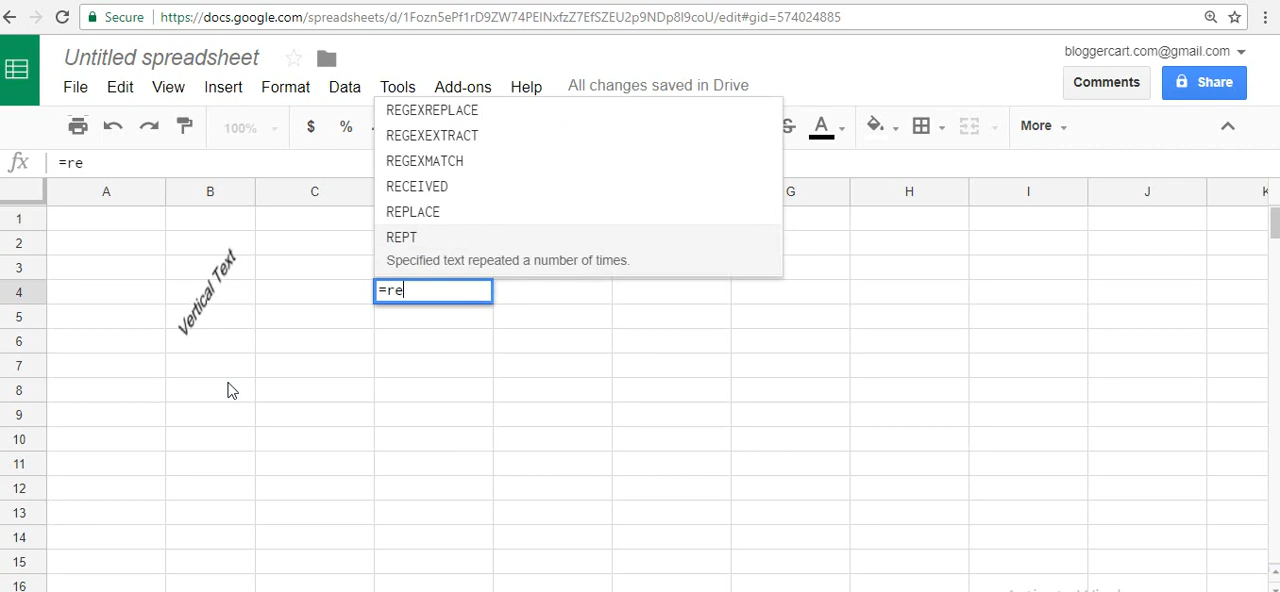 Secure https://docs.google.com/spreadsheets/d/1Fozn5ePf1rD9ZW74PEINxfzZ7EfSZEU2p9NDp8I9coU/edit#gid=574024885
Untitled spreadsheet
bloggercart.com@gmail.com
File Edit View Insert Format Data Tools Add-ons Help All changes saved in Drive
Comments Share
100% $ % . S A More
fx =re
A B C G H I J K
REGEXREPLACE
REGEXEXTRACT
REGEXMATCH
RECEIVED
REPLACE
REPT
Specified text repeated a number of times.
1
2
3
4 =re
Vertical Text
5
6
7
8
9
10
11
12
13
14
15
16